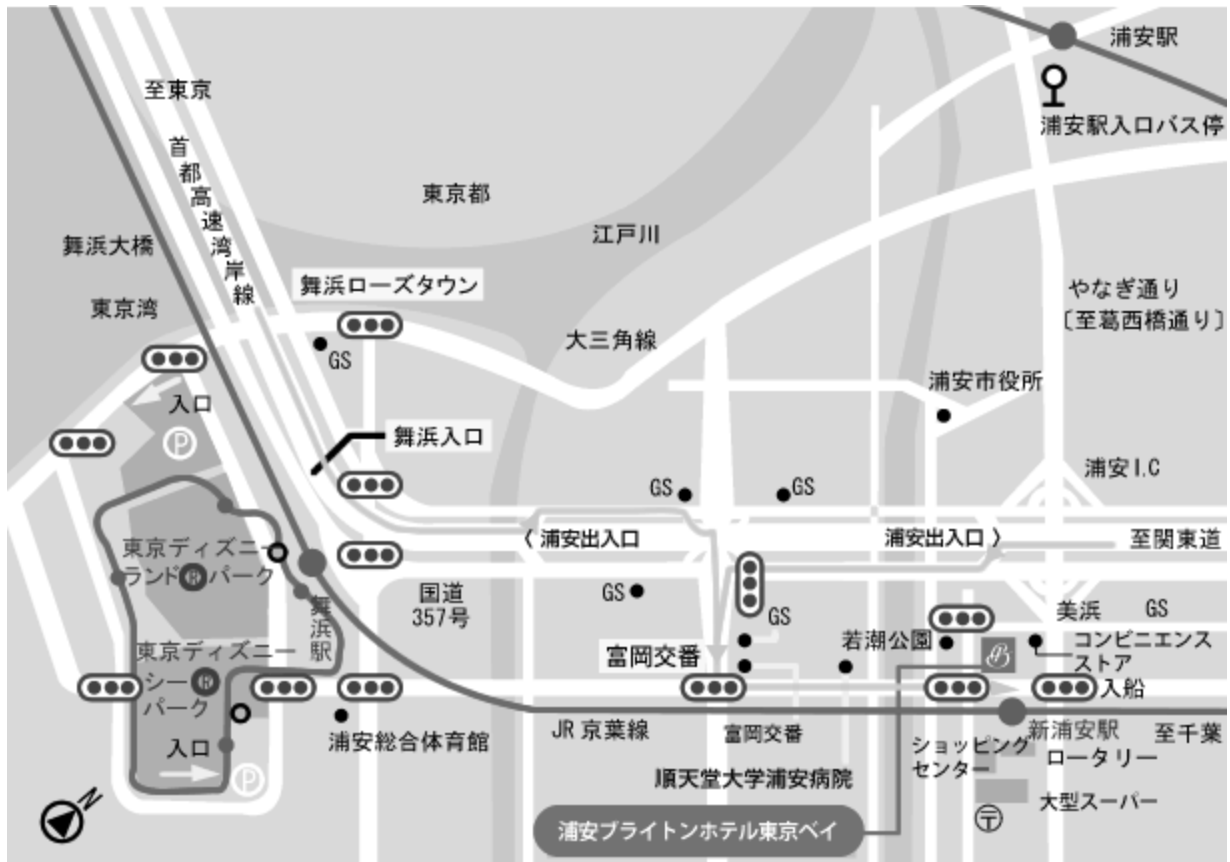 浦安駅
至東京
浦安駅入口バス停
首都高速湾岸線
東京都
江戸川
舞浜大橋
舞浜ローズタウン
東京湾
やなぎ通り
〔至葛西橋通り〕
大三角線
GS
浦安市役所
入口
P
舞浜入口
浦安I.C
GS
GS
〈 浦安出入口
浦安出入口 〉
至関東道
東京ディズニー
ランドⓇパーク
舞浜駅
国道
357号
GS
GS
美浜
GS
富岡交番
若潮公園
B
コンビニエンス
ストア
東京ディズニー
シーⓇ
パーク
入船
浦安総合体育館
JR 京葉線
富岡交番
新浦安駅
至千葉
入口
P
ショッピング
センター
ロータリー
順天堂大学浦安病院
大型スーパー
N
浦安ブライトンホテル東京ベイ
〒